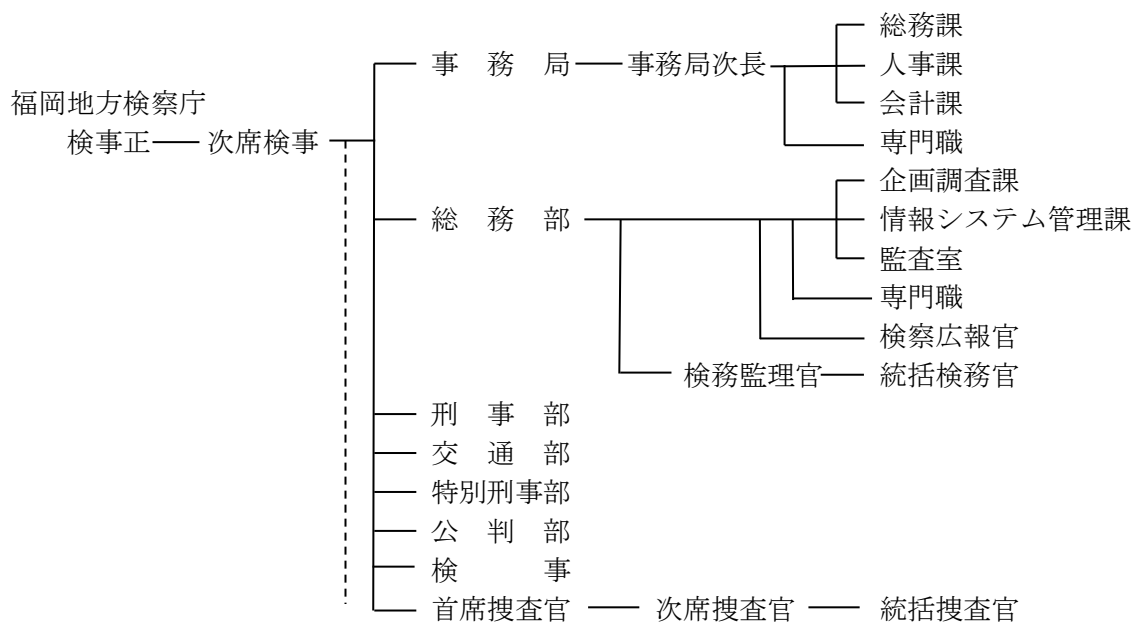 総務課
事務局 事務局次長 人事課
福岡地方検察庁 会計課
検事正 次席検事 専門職
企画調査課
総務部 情報システム管理課
監査室
専門職
検察広報官
検務監理官 統括検務官
刑事部
交通部
特別刑事部
公判部
検事
首席捜査官 次席捜査官 統括捜査官